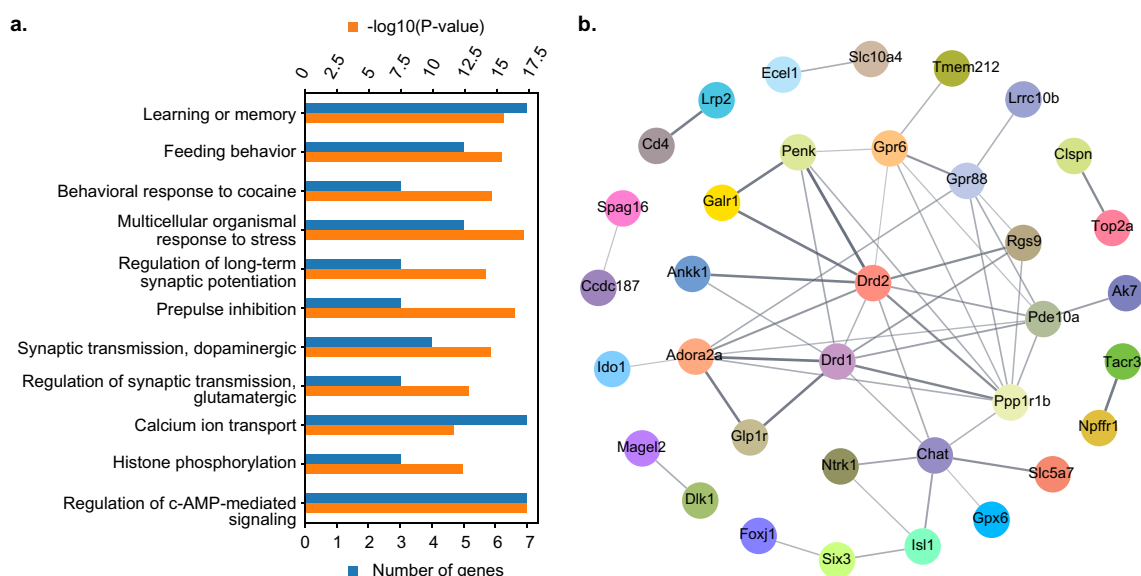 a.
-log10(P-value)
0 2.5 5 7.5 10 12.5 15 17.5
Learning or memory
Feeding behavior
Behavioral response to cocaine
Multicellular organismal
response to stress
Regulation of long-term
synaptic potentiation
Prepulse inhibition
Synaptic transmission, dopaminergic
Regulation of synaptic transmission,
glutamatergic
Calcium ion transport
Histone phosphorylation
Regulation of c-AMP-mediated
signaling
0 1 2 3 4 5 6 7
Number of genes
b.
Slc10a4
Ecel1
Tmem212
Lrp2
Lrrc10b
Cd4
Penk
Gpr6
Clspn
Gpr88
Galr1
Spag16
Top2a
Rgs9
Ankk1
Drd2
Ccdc187
Ak7
Pde10a
Adora2a
Drd1
Ido1
Tacr3
Ppp1r1b
Npffr1
Glp1r
Magel2
Chat
Ntrk1
Slc5a7
Dlk1
Gpx6
Foxj1
Isl1
Six3